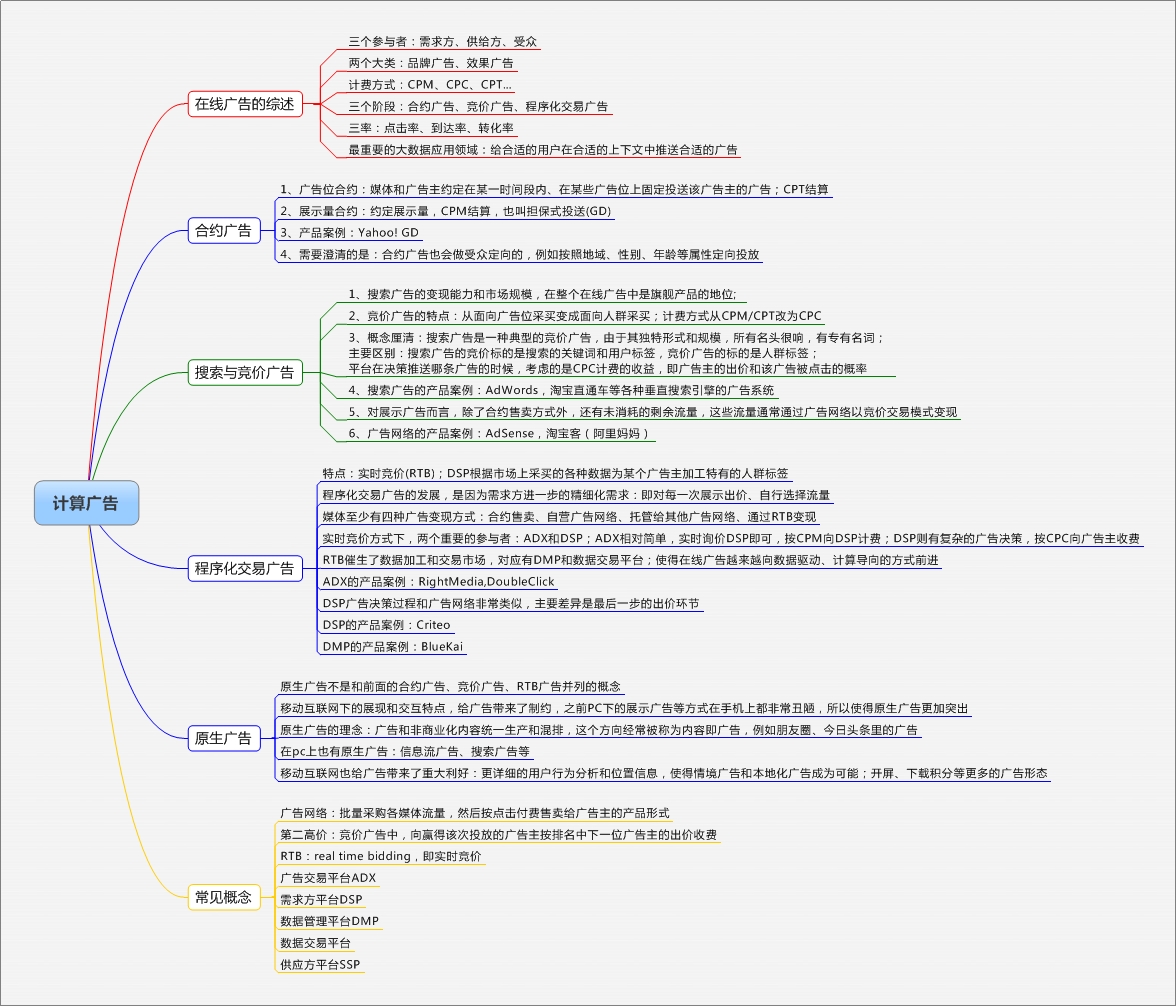 计算广告
在线广告的综述
三个参与者：需求方、供给方、受众
两个大类：品牌广告、效果广告
计费方式：CPM、CPC、CPT...
三个阶段：合约广告、竞价广告、程序化交易广告
三率：点击率、到达率、转化率
最重要的大数据应用领域：给合适的用户在合适的上下文中推送合适的广告
合约广告
1、广告位合约：媒体和广告主约定在某一时间段内、在某些广告位上固定投送该广告主的广告；CPT结算
2、展示量合约：约定展示量，CPM结算，也叫担保式投送(GD)
3、产品案例：Yahoo! GD
4、需要澄清的是：合约广告也会做受众定向的，例如按照地域、性别、年龄等属性定向投放
搜索与竞价广告
1、搜索广告的变现能力和市场规模，在整个在线广告中是旗舰产品的地位;
2、竞价广告的特点：从面向广告位采买变成面向人群采买；计费方式从CPM/CPT改为CPC
3、概念厘清：搜索广告是一种典型的竞价广告，由于其独特形式和规模，所有名头很响，有专有名词；
主要区别：搜索广告的竞价标的是搜索的关键词和用户标签，竞价广告的标的是人群标签；
平台在决策推送哪条广告的时候，考虑的是CPC计费的收益，即广告主的出价和该广告被点击的概率
4、搜索广告的产品案例：AdWords，淘宝直通车等各种垂直搜索引擎的广告系统
5、对展示广告而言，除了合约售卖方式外，还有未消耗的剩余流量，这些流量通常通过广告网络以竞价交易模式变现
6、广告网络的产品案例：AdSense，淘宝客（阿里妈妈）
程序化交易广告
特点：实时竞价(RTB)；DSP根据市场上采买的各种数据为某个广告主加工特有的人群标签
程序化交易广告的发展，是因为需求方进一步的精细化需求：即对每一次展示出价、自行选择流量
媒体至少有四种广告变现方式：合约售卖、自营广告网络、托管给其他广告网络、通过RTB变现
实时竞价方式下，两个重要的参与者：ADX和DSP；ADX相对简单，实时询价DSP即可，按CPM向DSP计费；DSP则有复杂的广告决策，按CPC向广告主收费
RTB催生了数据加工和交易市场，对应有DMP和数据交易平台；使得在线广告越来越向数据驱动、计算导向的方式前进
ADX的产品案例：RightMedia,DoubleClick
DSP广告决策过程和广告网络非常类似，主要差异是最后一步的出价环节
DSP的产品案例：Criteo
DMP的产品案例：BlueKai
原生广告
原生广告不是和前面的合约广告、竞价广告、RTB广告并列的概念
移动互联网下的展现和交互特点，给广告带来了制约，之前PC下的展示广告等方式在手机上都非常丑陋，所以使得原生广告更加突出
原生广告的理念：广告和非商业化内容统一生产和混排，这个方向经常被称为内容即广告，例如朋友圈、今日头条里的广告
在pc上也有原生广告：信息流广告、搜索广告等
移动互联网也给广告带来了重大利好：更详细的用户行为分析和位置信息，使得情境广告和本地化广告成为可能；开屏、下载积分等更多的广告形态
常见概念
广告网络：批量采购各媒体流量，然后按点击付费售卖给广告主的产品形式
第二高价：竞价广告中，向赢得该次投放的广告主按排名中下一位广告主的出价收费
RTB：real time bidding，即实时竞价
广告交易平台ADX
需求方平台DSP
数据管理平台DMP
数据交易平台
供应方平台SSP